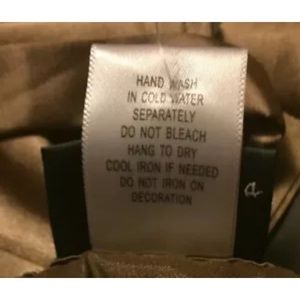 HAND WASH
IN COLD WATER
SEPARATELY
DO NOT BLEACH
HANG TO DRY
COOL IRON IF NEEDED
DO NOT IRON ON
DECORATION